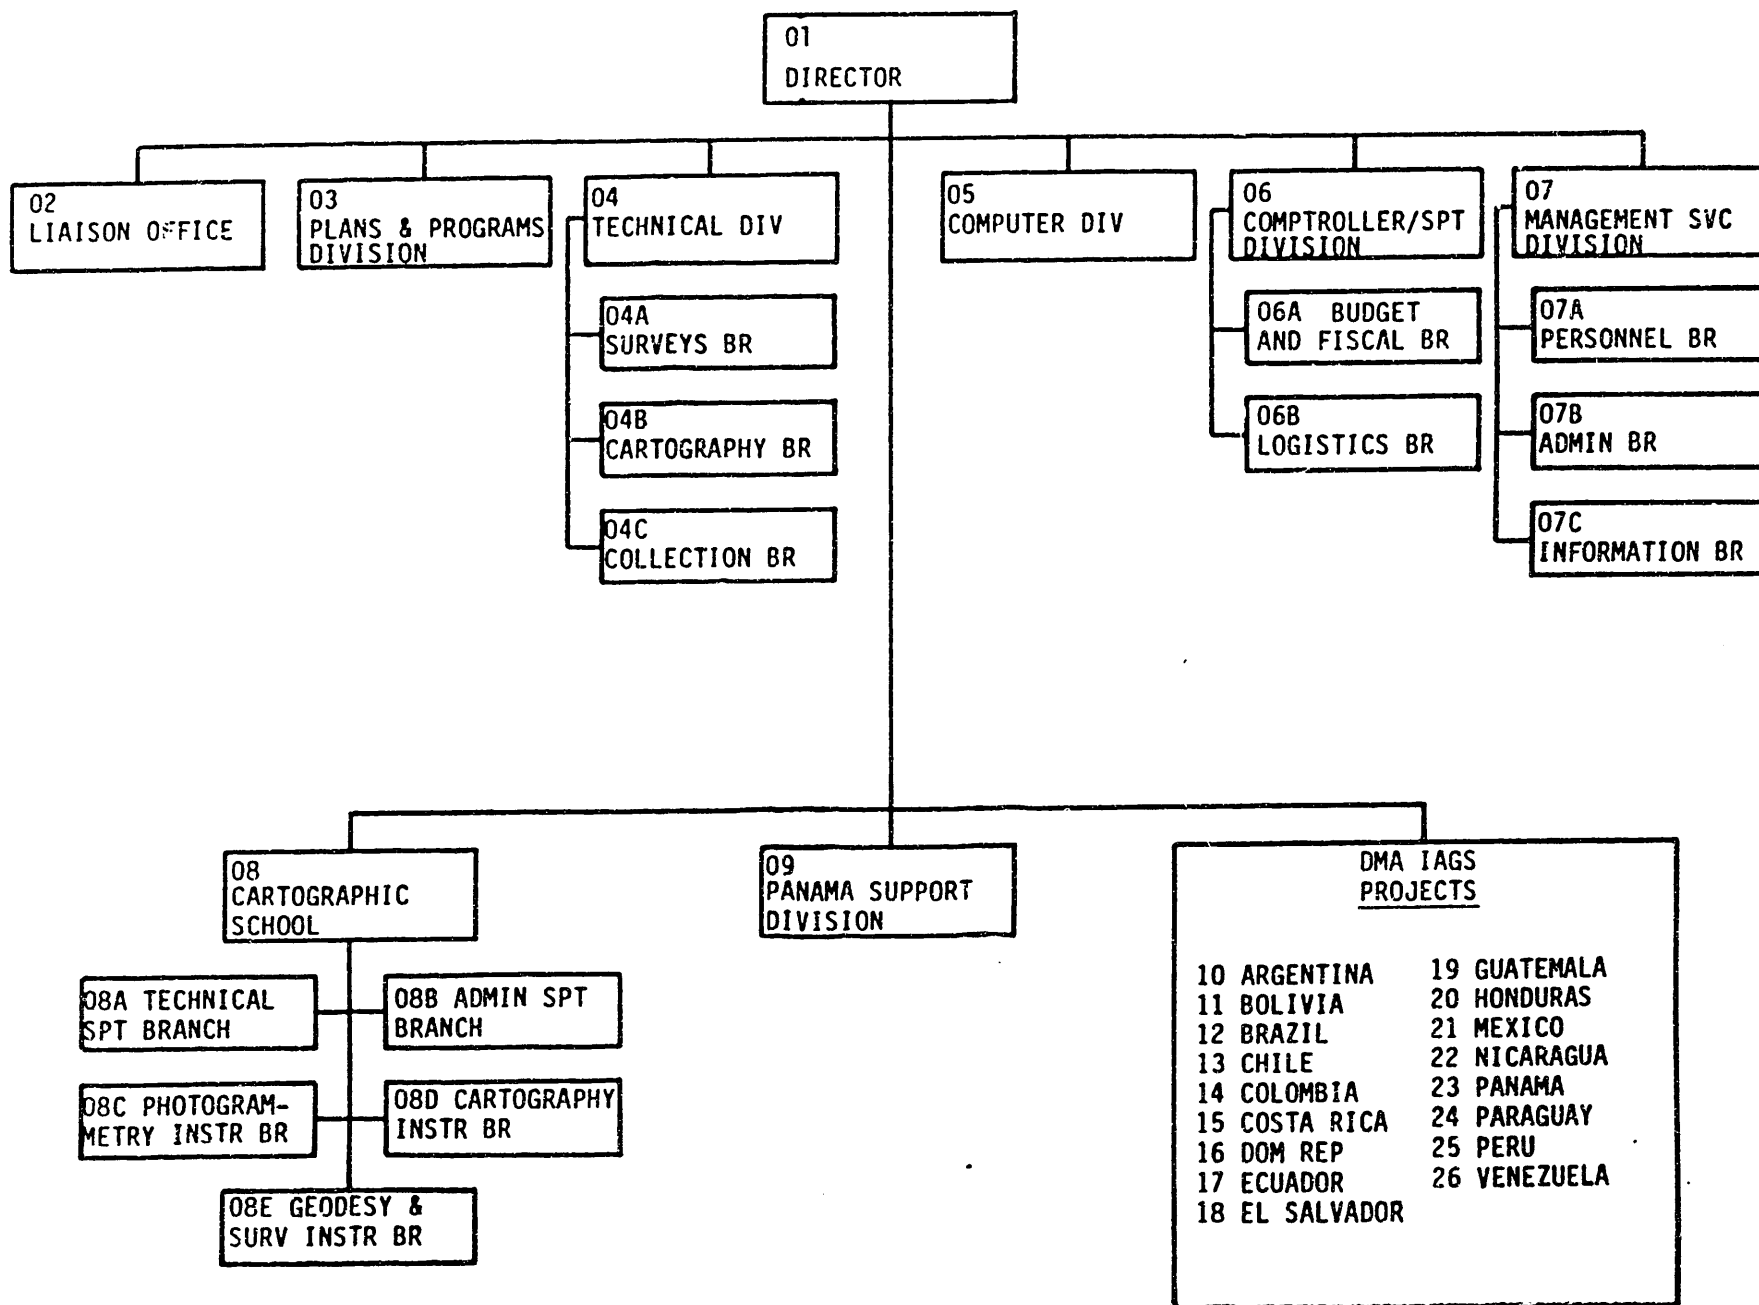 01
DIRECTOR
02
LIAISON OFFICE
03
PLANS & PROGRAMS
DIVISION
04
TECHNICAL DIV
04A
SURVEYS BR
04B
CARTOGRAPHY BR
04C
COLLECTION BR
05
COMPUTER DIV
06
COMPTROLLER/SPT
DIVISION
06A BUDGET
AND FISCAL BR
06B
LOGISTICS BR
07
MANAGEMENT SVC
DIVISION
07A
PERSONNEL BR
07B
ADMIN BR
07C
INFORMATION BR
08
CARTOGRAPHIC
SCHOOL
08A TECHNICAL
SPT BRANCH
08B ADMIN SPT
BRANCH
08C PHOTOGRAM-
METRY INSTR BR
08D CARTOGRAPHY
INSTR BR
08E GEODESY &
SURV INSTR BR
09
PANAMA SUPPORT
DIVISION
DMA IAGS
PROJECTS
10 ARGENTINA
11 BOLIVIA
12 BRAZIL
13 CHILE
14 COLOMBIA
15 COSTA RICA
16 DOM REP
17 ECUADOR
18 EL SALVADOR
19 GUATEMALA
20 HONDURAS
21 MEXICO
22 NICARAGUA
23 PANAMA
24 PARAGUAY
25 PERU
26 VENEZUELA